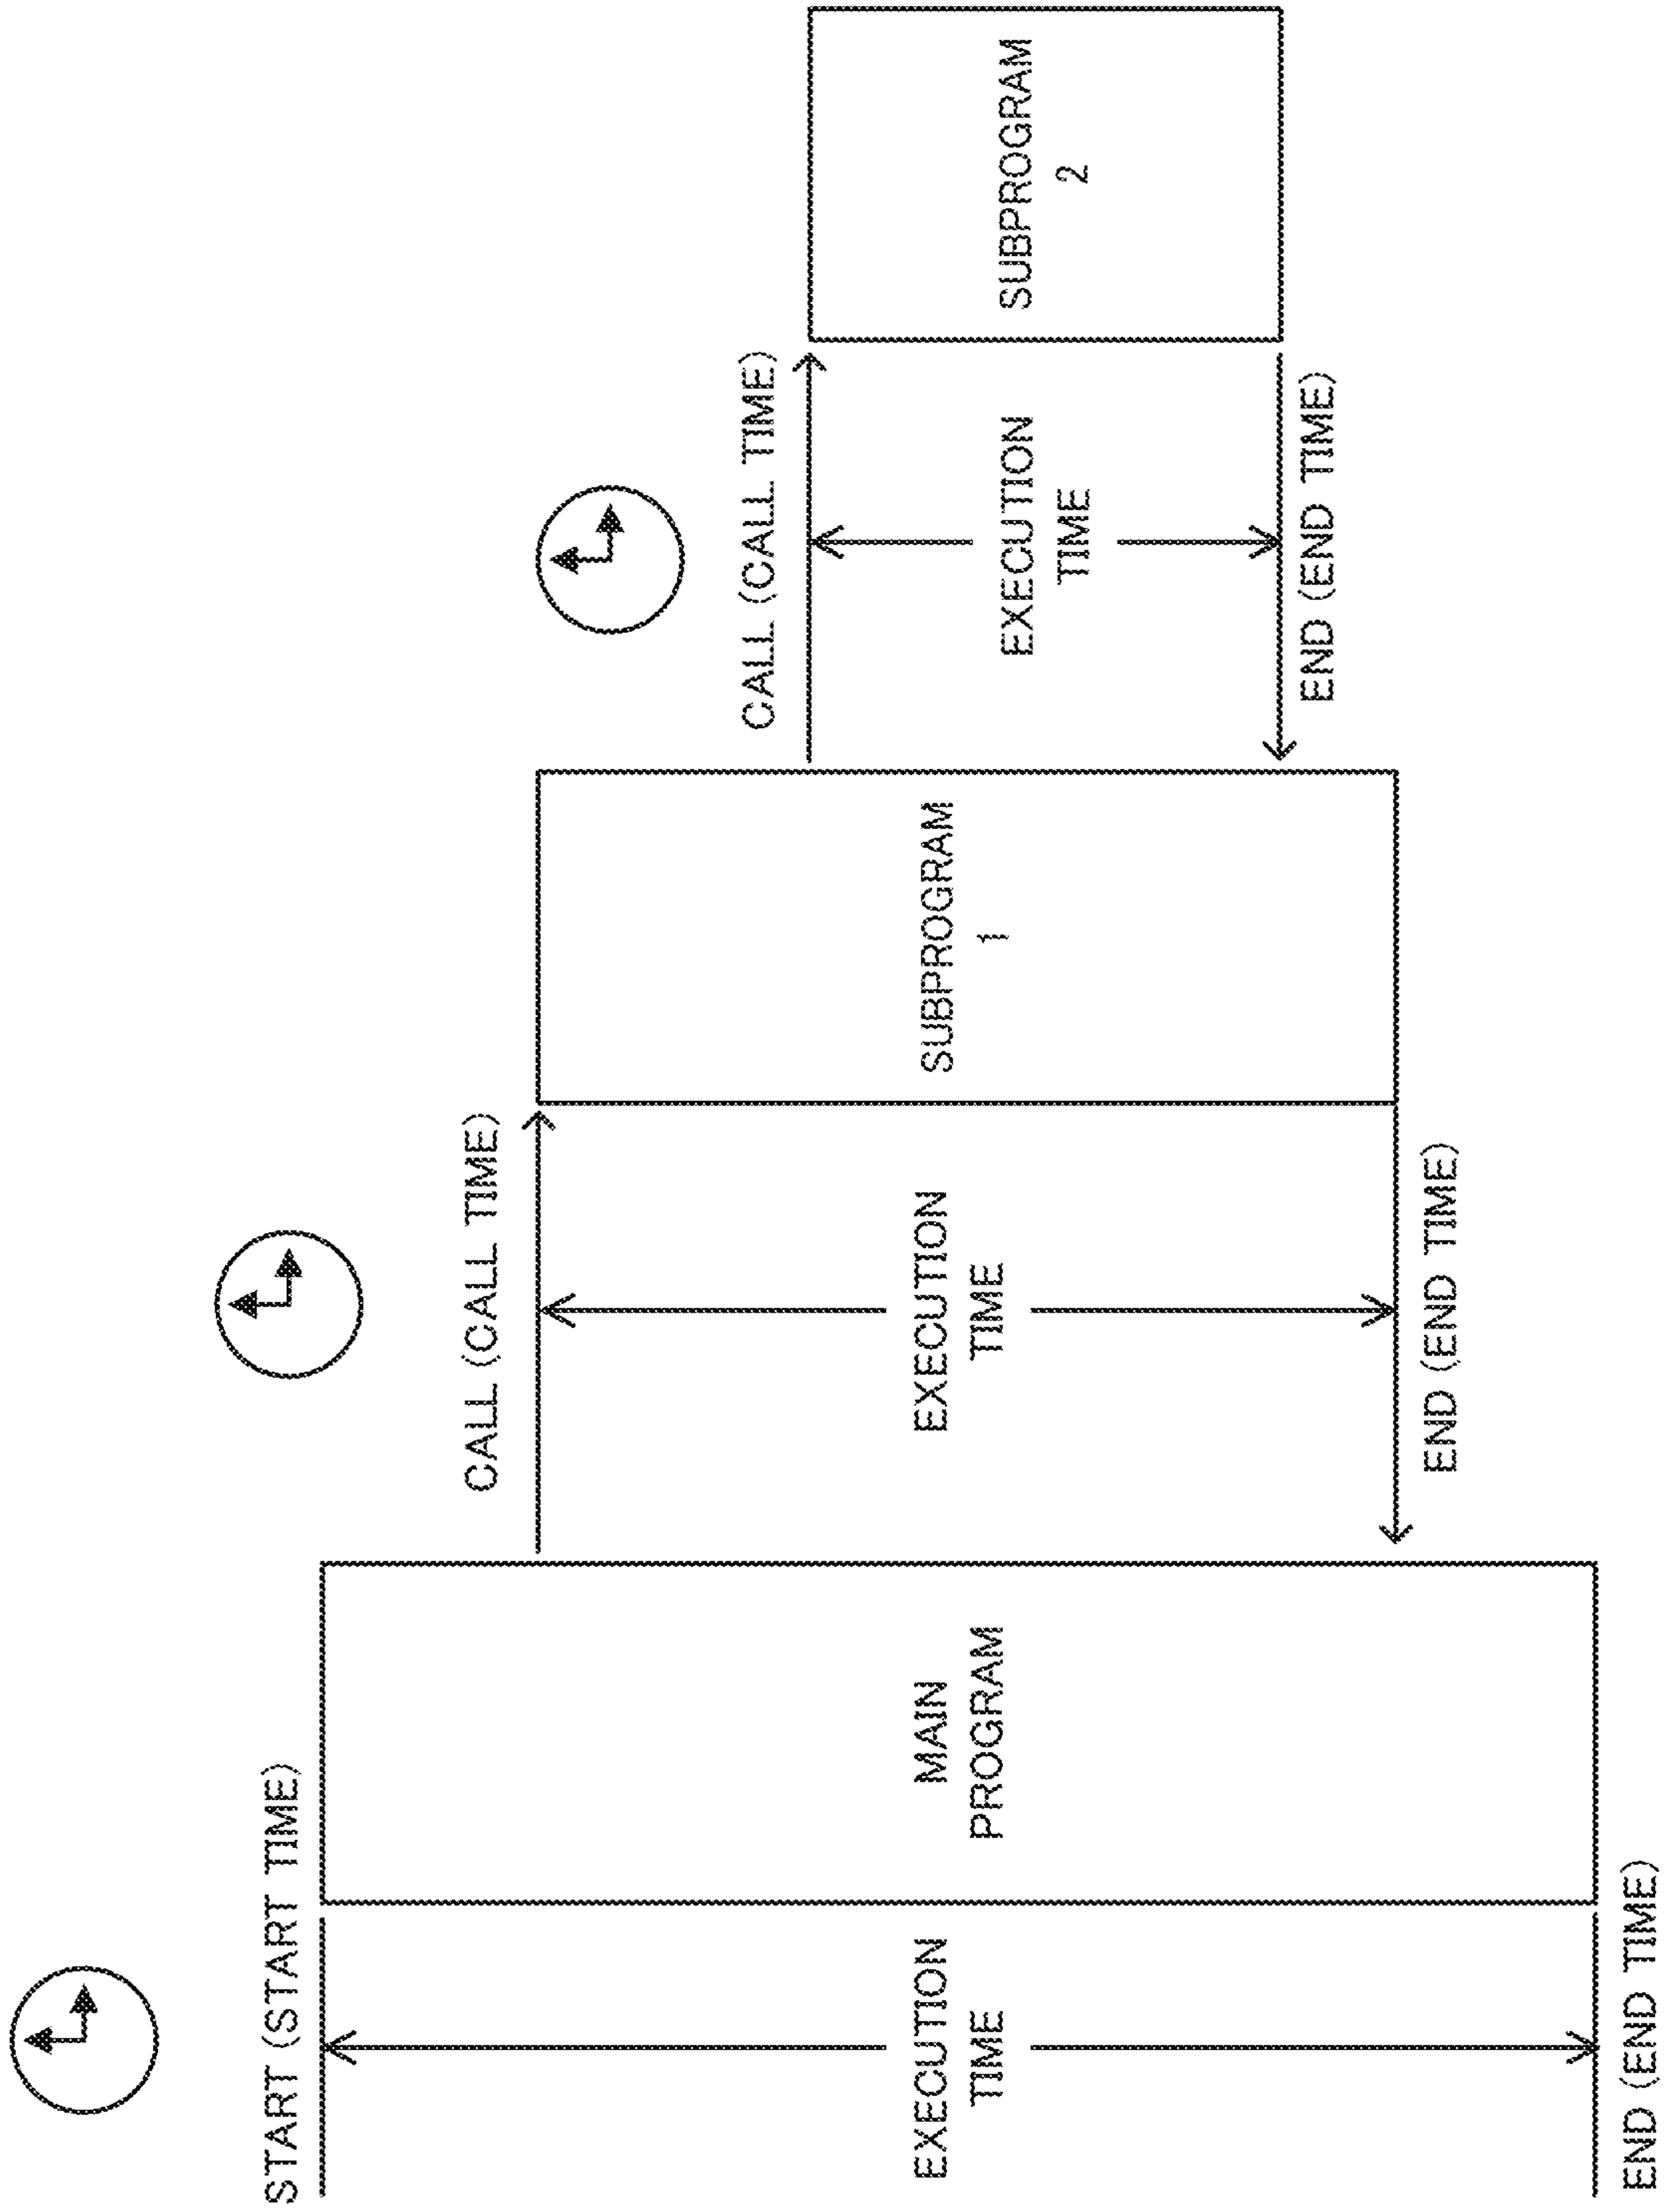 START (START TIME)
EXECUTION
TIME
END (END TIME)
MAIN
PROGRAM
CALL (CALL TIME)
EXECUTION
TIME
END (END TIME)
SUBPROGRAM
1
CALL (CALL TIME)
EXECUTION
TIME
END (END TIME)
SUBPROGRAM
2